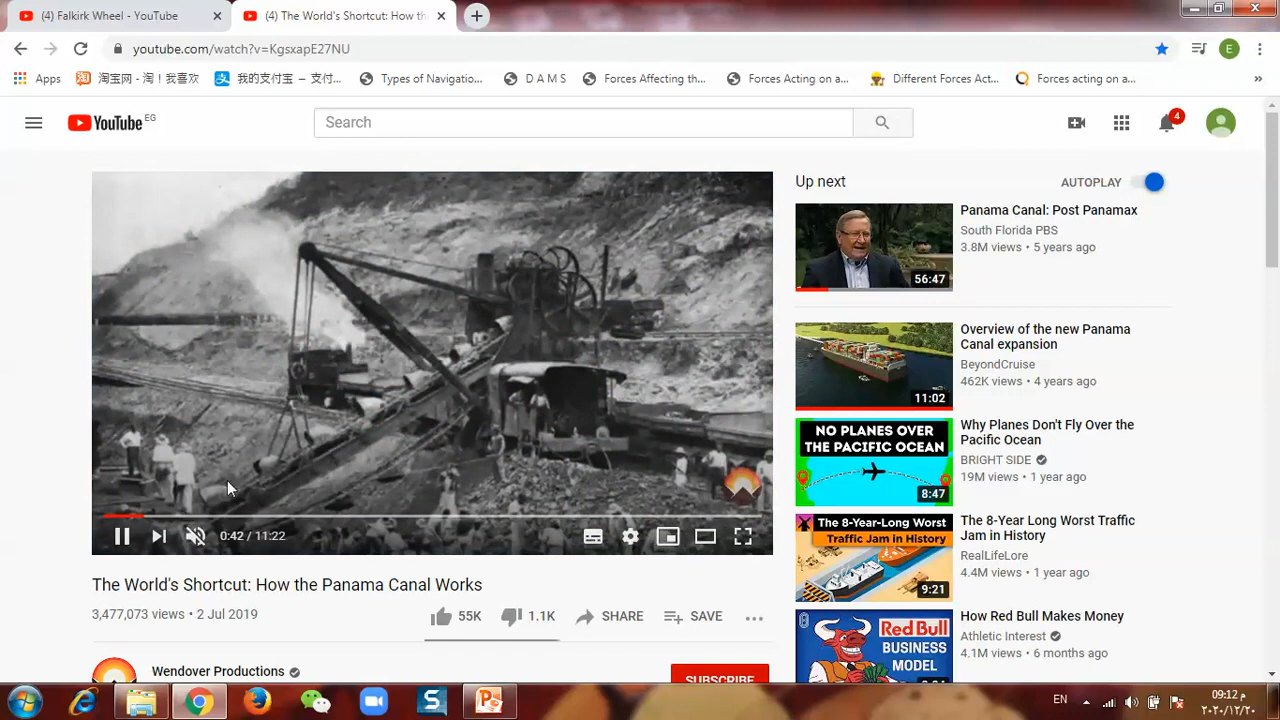 (4) Falkirk Wheel - YouTube
(4) The World's Shortcut: How th
youtube.com/watch?v=KgsxapE27NU
E
Apps
淘 淘宝网 - 淘！我喜欢
我的支付宝 – 支付...
Types of Navigatio...
D A M S
Forces Affecting th...
Forces Acting on a...
Different Forces Act...
Forces acting on a...
»
YouTube EG
Search
4
0:42 / 11:22
The World's Shortcut: How the Panama Canal Works
3,477,073 views • 2 Jul 2019
55K
1.1K
SHARE
SAVE
Wendover Productions
SUBSCRIBE
Up next
AUTOPLAY
56:47
Panama Canal: Post Panamax
South Florida PBS
3.8M views • 5 years ago
11:02
Overview of the new Panama
Canal expansion
BeyondCruise
462K views • 4 years ago
NO PLANES OVER
THE PACIFIC OCEAN
8:47
Why Planes Don't Fly Over the
Pacific Ocean
BRIGHT SIDE
19M views • 1 year ago
The 8-Year-Long Worst
Traffic Jam in History
9:21
The 8-Year Long Worst Traffic
Jam in History
RealLifeLore
4.4M views • 1 year ago
Red Bull
BUSINESS
MODEL
How Red Bull Makes Money
Athletic Interest
4.1M views • 6 months ago
EN
09:12 م
٢٠٢٠/١٢/٢٠